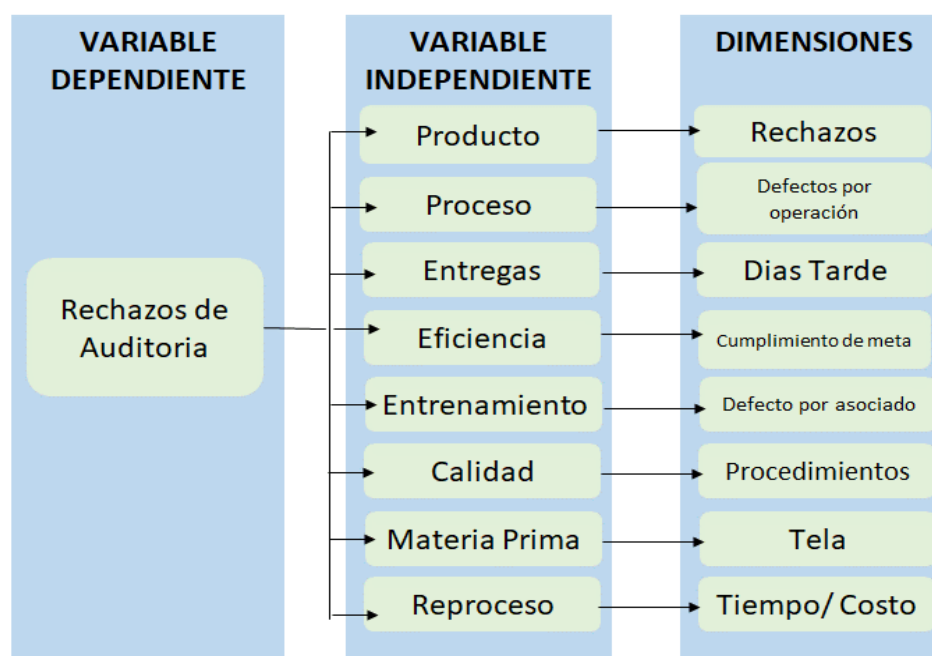 VARIABLE
DEPENDIENTE
VARIABLE
INDEPENDIENTE
DIMENSIONES
Rechazos de
Auditoria
Producto
Rechazos
Proceso
Defectos por
operación
Entregas
Dias Tarde
Eficiencia
Cumplimiento de meta
Entrenamiento
Defecto por asociado
Calidad
Procedimientos
Materia Prima
Tela
Reproceso
Tiempo/ Costo